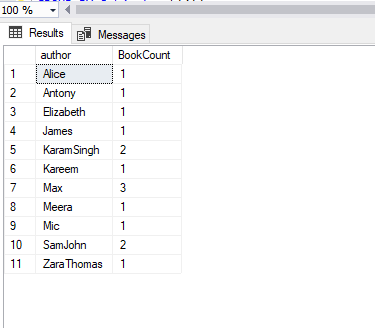 100 %
Results Messages
author BookCount
1 Alice 1
2 Antony 1
3 Elizabeth 1
4 James 1
5 KaramSingh 2
6 Kareem 1
7 Max 3
8 Meera 1
9 Mic 1
10 SamJohn 2
11 ZaraThomas 1